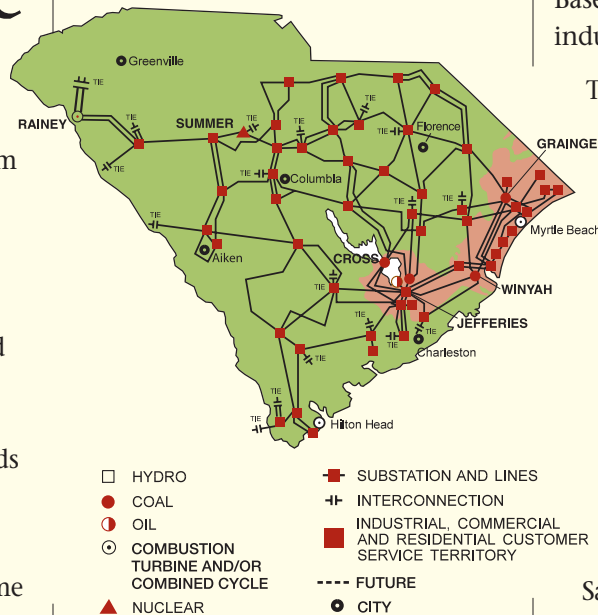 Base
indu
T
m
d
ds
me
Sa
TIE
Greenville
RAINEY
TIE
SUMMER
TIE
TIE
TIE
TIE
TIE
Florence
GRAINGE
TIE
Columbia
TIE
TIE
TIE
Myrtle Beach
Aiken
CROSS
TIE
WINYAH
JEFFERIES
TIE
TIE
TIE
Charleston
TIE
TIE
TIE
Hilton Head
HYDRO
COAL
OIL
COMBUSTION
TURBINE AND/OR
COMBINED CYCLE
NUCLEAR
SUBSTATION AND LINES
INTERCONNECTION
INDUSTRIAL, COMMERCIAL
AND RESIDENTIAL CUSTOMER
SERVICE TERRITORY
FUTURE
CITY